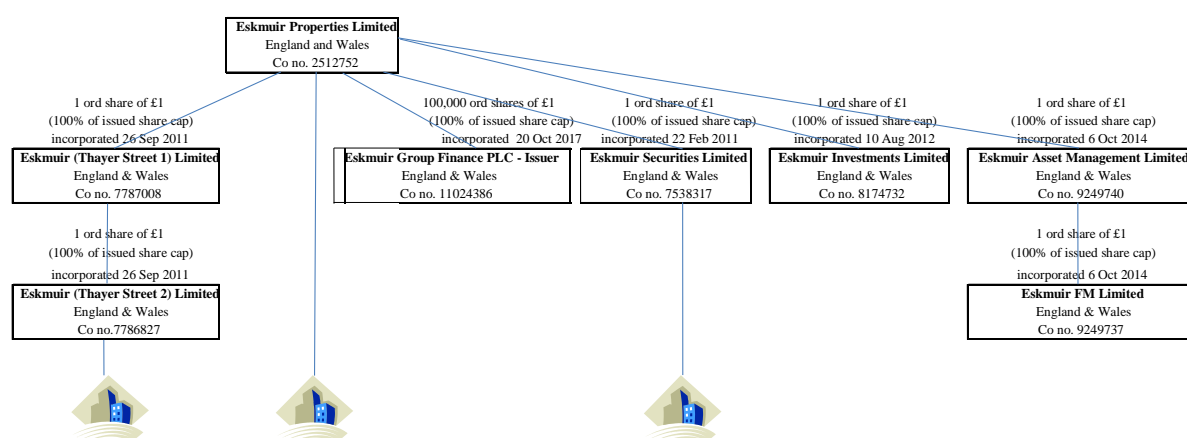 Eskmuir Properties Limited
England and Wales
Co no. 2512752
1 ord share of £1
(100% of issued share cap)
incorporated 26 Sep 2011
Eskmuir (Thayer Street 1) Limited
England & Wales
Co no. 7787008
100,000 ord shares of £1
(100% of issued share cap)
incorporated 20 Oct 2017
Eskmuir Group Finance PLC - Issuer
England & Wales
Co no. 11024386
1 ord share of £1
(100% of issued share cap)
incorporated 22 Feb 2011
Eskmuir Securities Limited
England & Wales
Co no. 7538317
1 ord share of £1
(100% of issued share cap)
incorporated 10 Aug 2012
Eskmuir Investments Limited
England & Wales
Co no. 8174732
1 ord share of £1
(100% of issued share cap)
incorporated 6 Oct 2014
Eskmuir Asset Management Limited
England & Wales
Co no. 9249740
1 ord share of £1
(100% of issued share cap)
incorporated 26 Sep 2011
Eskmuir (Thayer Street 2) Limited
England & Wales
Co no.7786827
1 ord share of £1
(100% of issued share cap)
incorporated 6 Oct 2014
Eskmuir FM Limited
England & Wales
Co no. 9249737